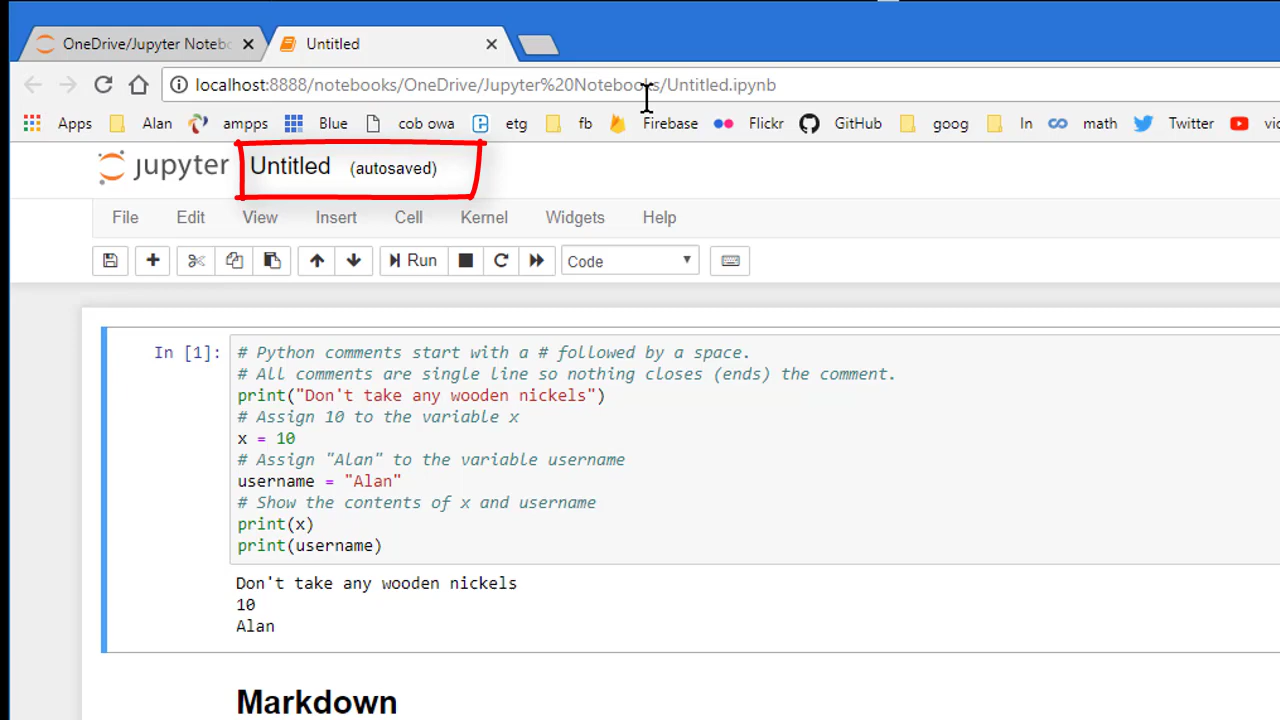 OneDrive/Jupyter Noteb
Untitled
localhost:8888/notebooks/OneDrive/Jupyter%20Notebooks/Untitled.ipynb
Apps Alan ampps Blue cob owa etg fb Firebase Flickr GitHub goog In math Twitter
jupyter Untitled (autosaved)
File Edit View Insert Cell Kernel Widgets Help
Run Code
In [1]: # Python comments start with a # followed by a space.
# All comments are single line so nothing closes (ends) the comment.
print("Don't take any wooden nickels")
# Assign 10 to the variable x
x = 10
# Assign "Alan" to the variable username
username = "Alan"
# Show the contents of x and username
print(x)
print(username)
Don't take any wooden nickels
10
Alan
Markdown